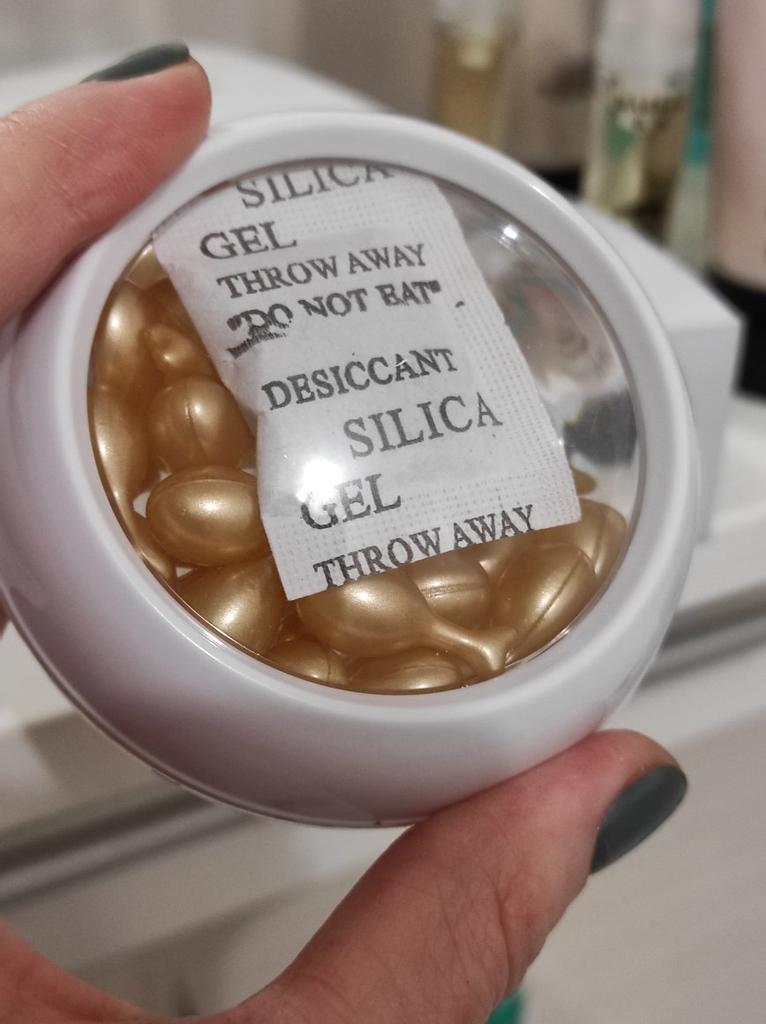 SILICA
GEL
THROW AWAY
"DO NOT EAT"
DESICCANT
SILICA
GEL
THROW AWAY